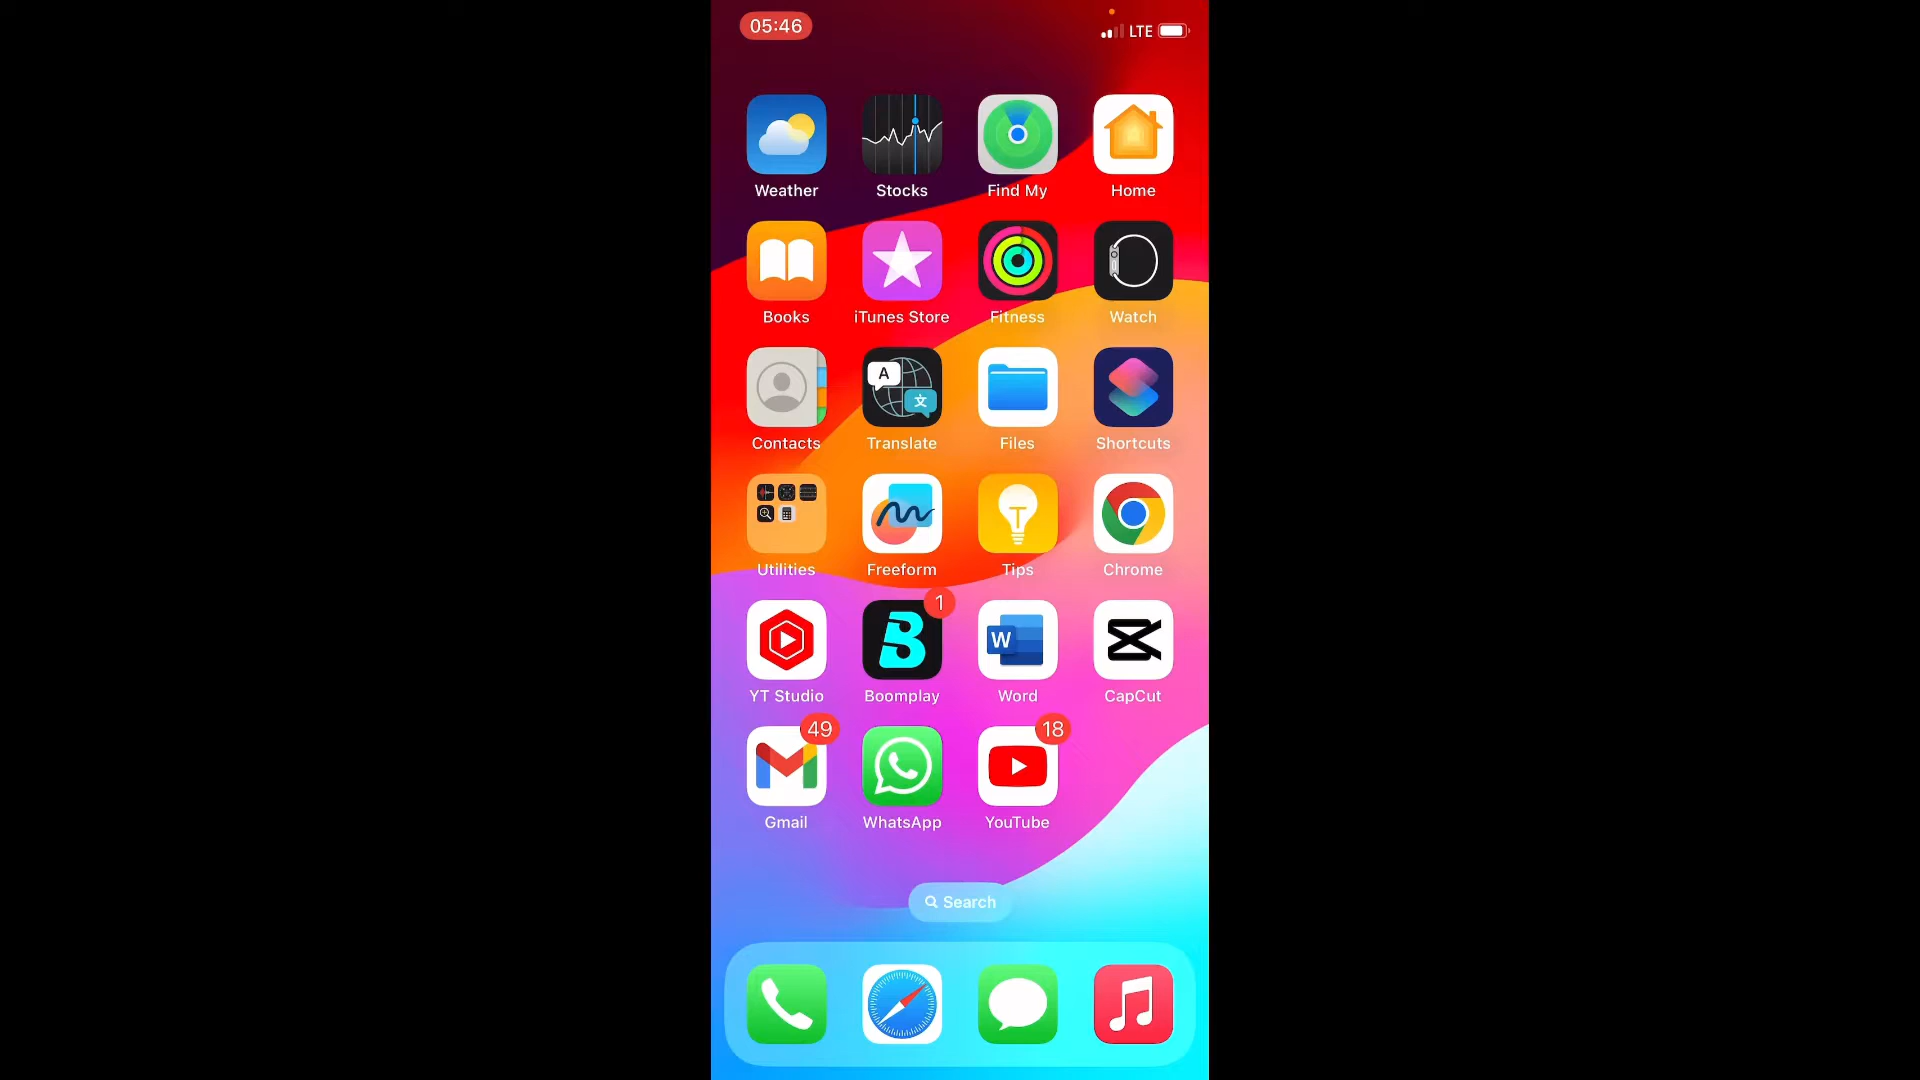 05:46
LTE
Weather Stocks Find My Home
Books iTunes Store Fitness Watch
A
文
Contacts Translate Files Shortcuts
T
Utilities Freeform Tips Chrome
1
B
W
YT Studio Boomplay Word CapCut
49 18
Gmail WhatsApp YouTube
Search